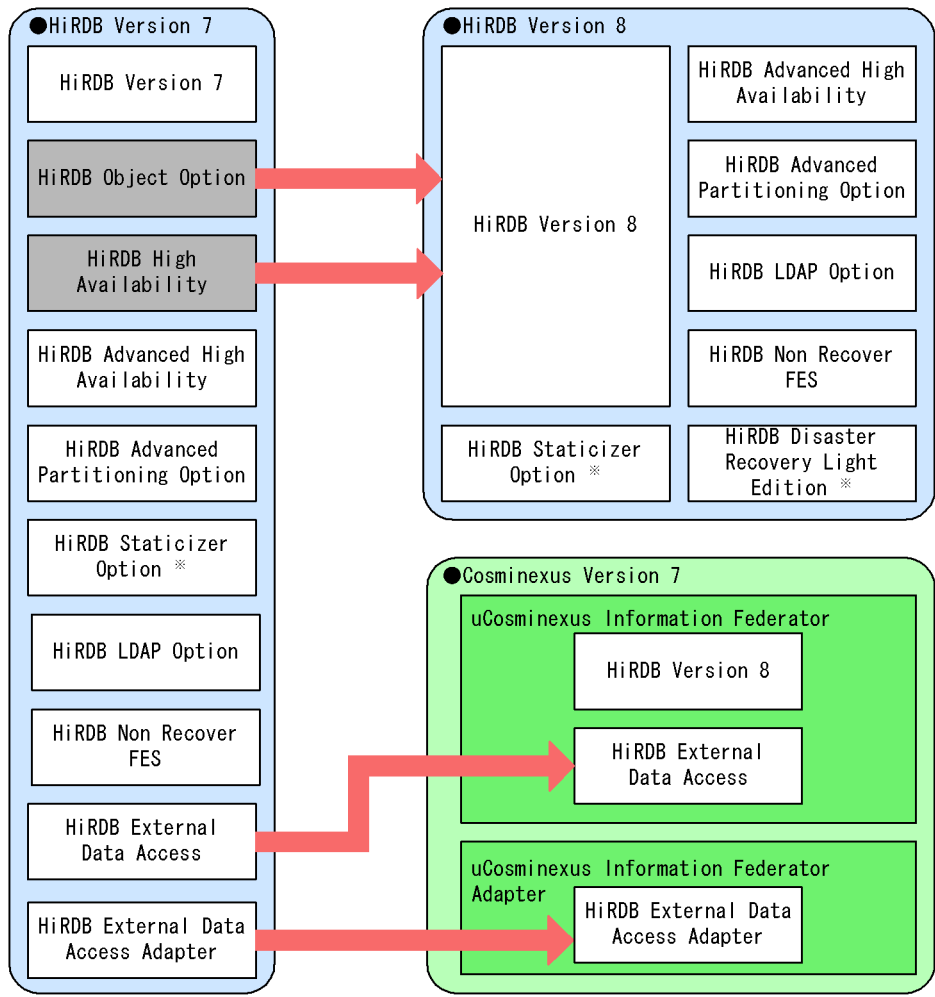 ●HiRDB Version 7
HiRDB Version 7
HiRDB Object Option
HiRDB High
Availability
HiRDB Advanced High
Availability
HiRDB Advanced
Partitioning Option
HiRDB Staticizer
Option ※
HiRDB LDAP Option
HiRDB Non Recover
FES
HiRDB External
Data Access
HiRDB External Data
Access Adapter
●HiRDB Version 8
HiRDB Version 8
HiRDB Advanced High
Availability
HiRDB Advanced
Partitioning Option
HiRDB LDAP Option
HiRDB Non Recover
FES
HiRDB Staticizer
Option ※
HiRDB Disaster
Recovery Light
Edition ※
●Cosminexus Version 7
uCosminexus Information Federator
HiRDB Version 8
HiRDB External
Data Access
uCosminexus Information Federator
Adapter
HiRDB External Data
Access Adapter